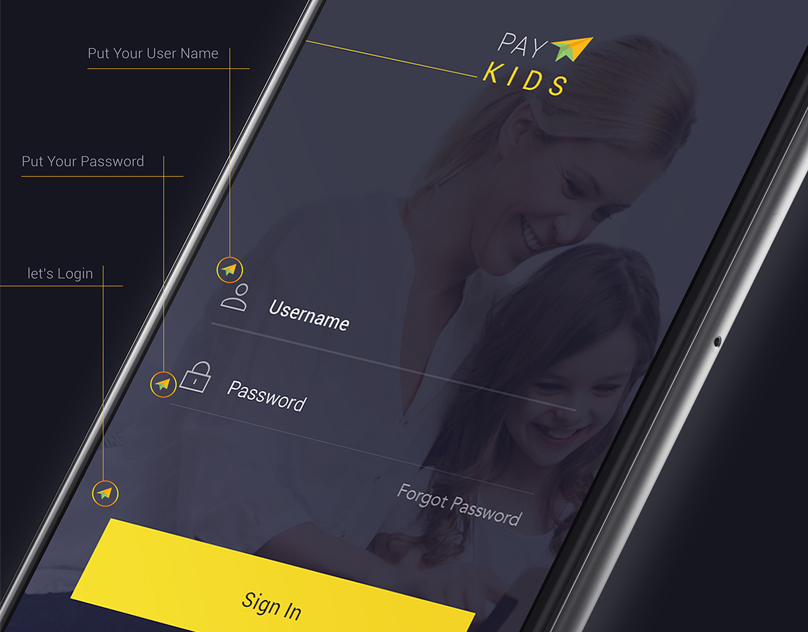 Put Your User Name
PAY
KIDS
Put Your Password
let's Login
Username
Password
Forgot Password
Sign In